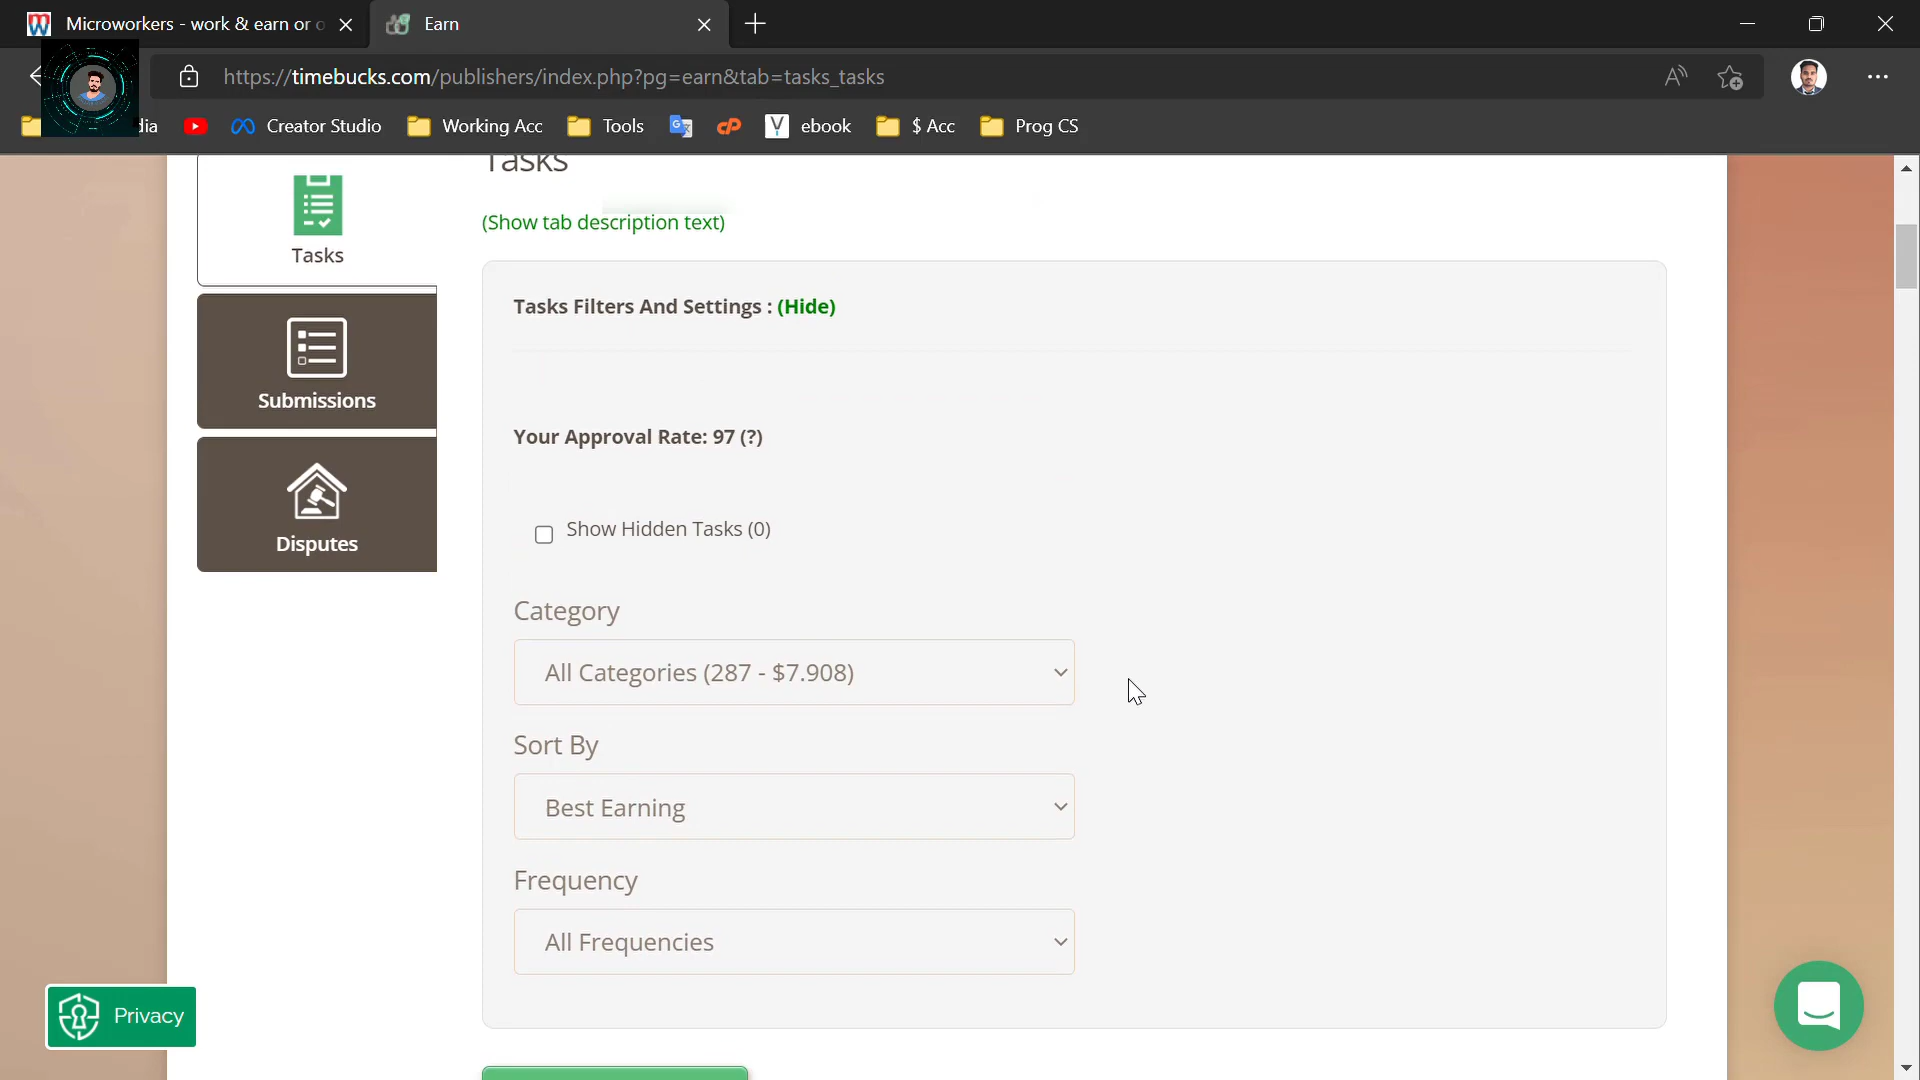 Microworkers - work & earn or o
Earn
https://timebucks.com/publishers/index.php?pg=earn&tab=tasks_tasks
dia
Creator Studio
Working Acc
Tools
ebook
$ Acc
Prog CS
Tasks
(Show tab description text)
Tasks
Submissions
Disputes
Tasks Filters And Settings : (Hide)
Your Approval Rate: 97 (?)
Show Hidden Tasks (0)
Category
All Categories (287 - $7.908)
Sort By
Best Earning
Frequency
All Frequencies
Privacy